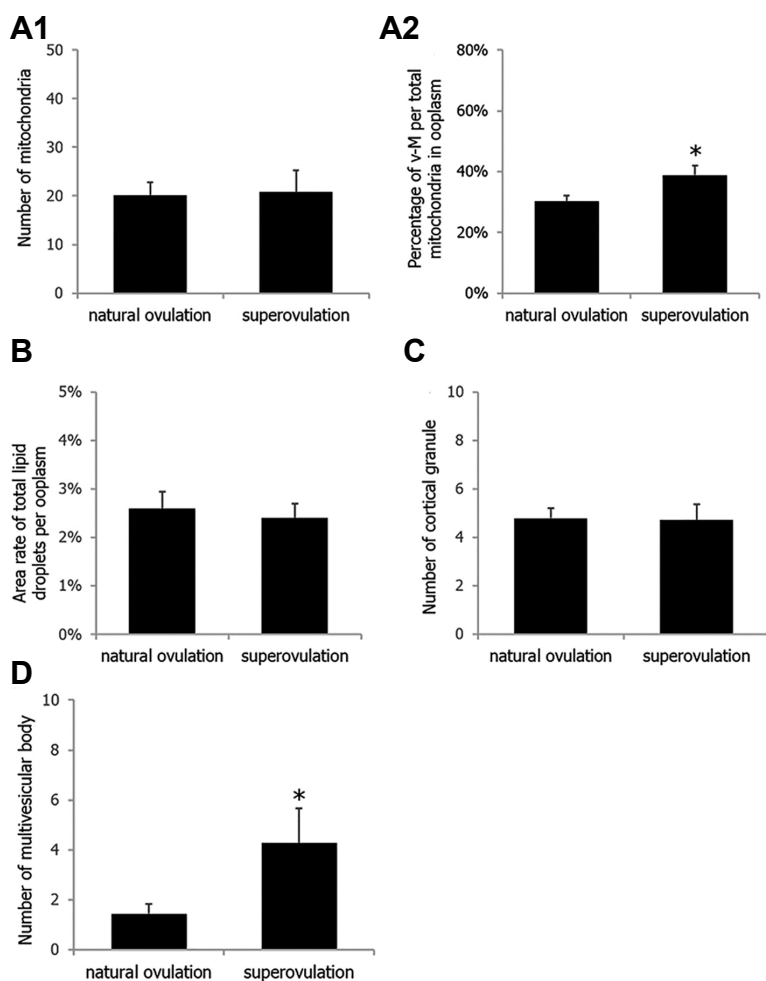 A1
Number of mitochondria
50
40
30
20
10
0
natural ovulation superovulation
A2
Percentage of v-M per total
mitochondria in ooplasm
80%
60%
40%
20%
0%
*
natural ovulation superovulation
B
Area rate of total lipid
droplets per ooplasm
5%
4%
3%
2%
1%
0%
natural ovulation superovulation
C
Number of cortical granule
10
8
6
4
2
0
natural ovulation superovulation
D
Number of multivesicular body
10
8
6
4
2
0
*
natural ovulation superovulation